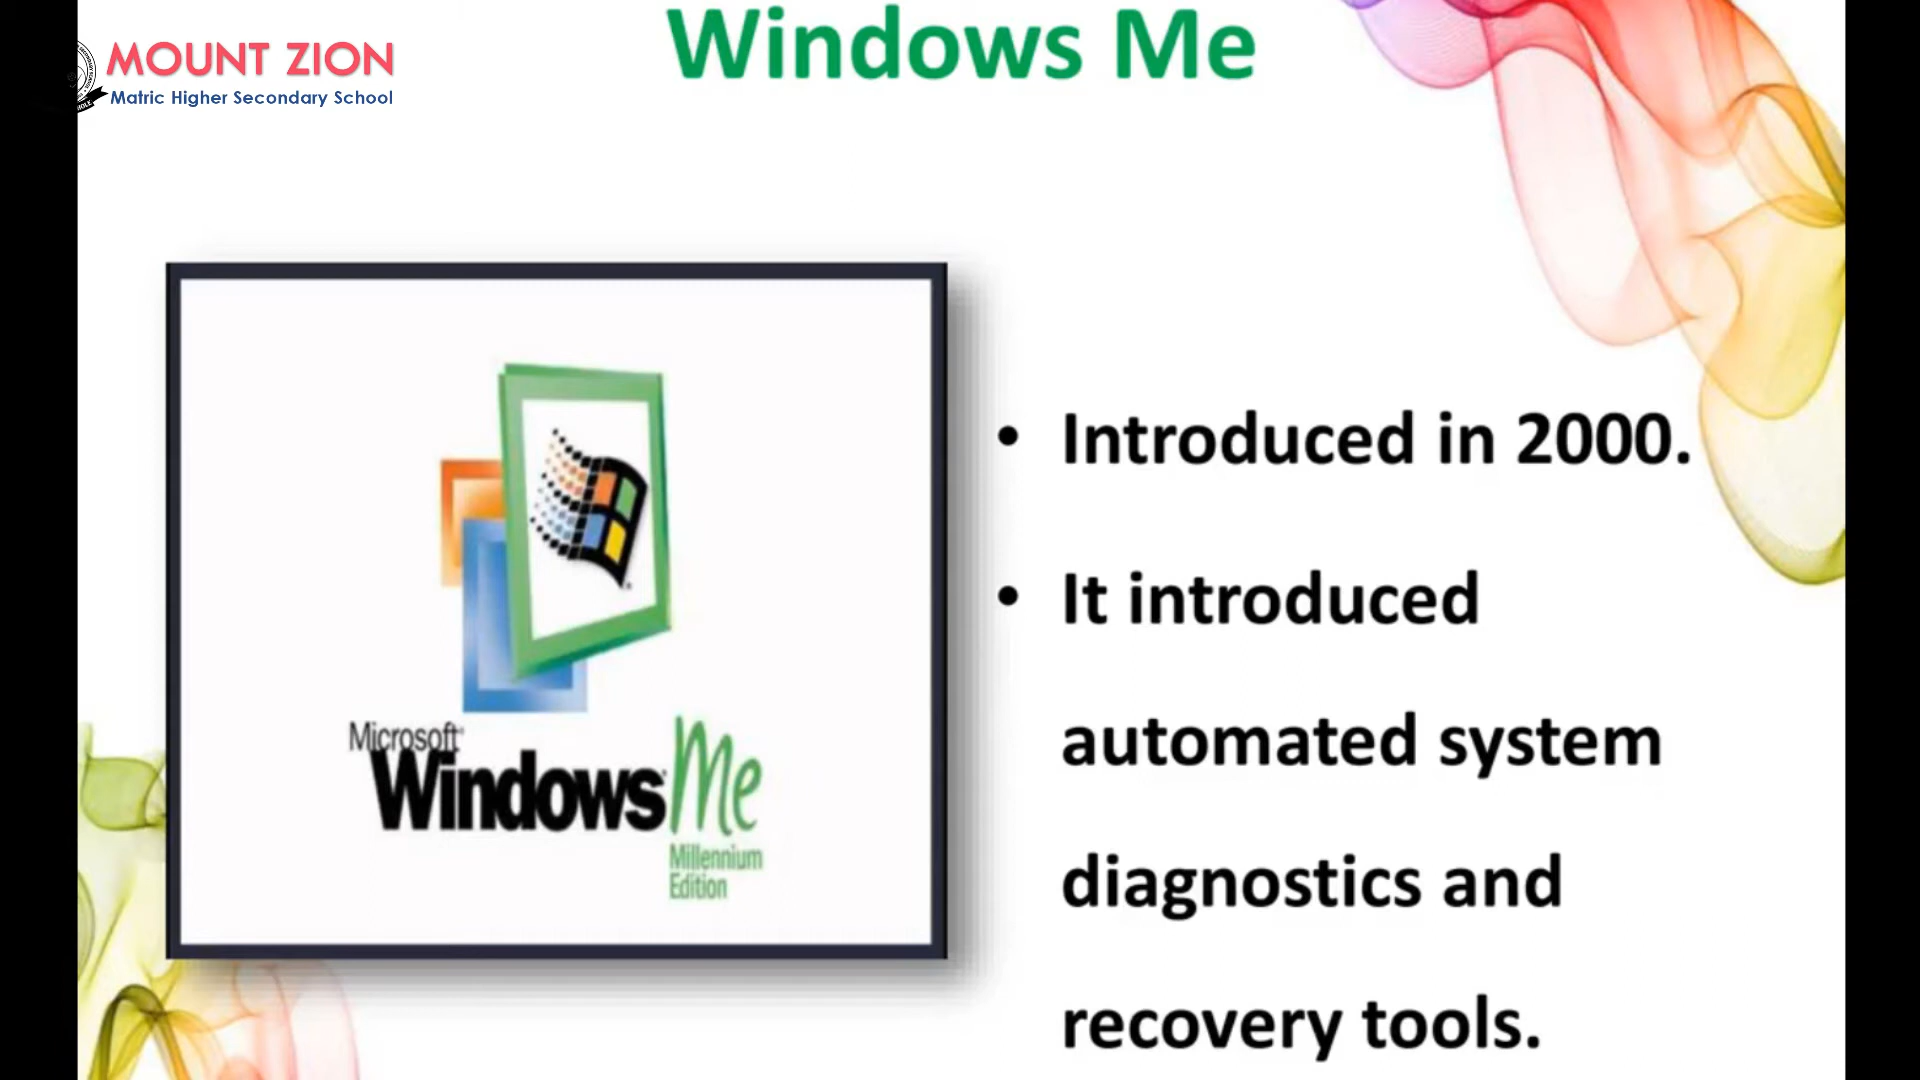 Windows Me
MOUNT ZION
Matric Higher Secondary School
Microsoft
Windows Me
Millennium
Edition
• Introduced in 2000.
• It introduced
automated system
diagnostics and
recovery tools.